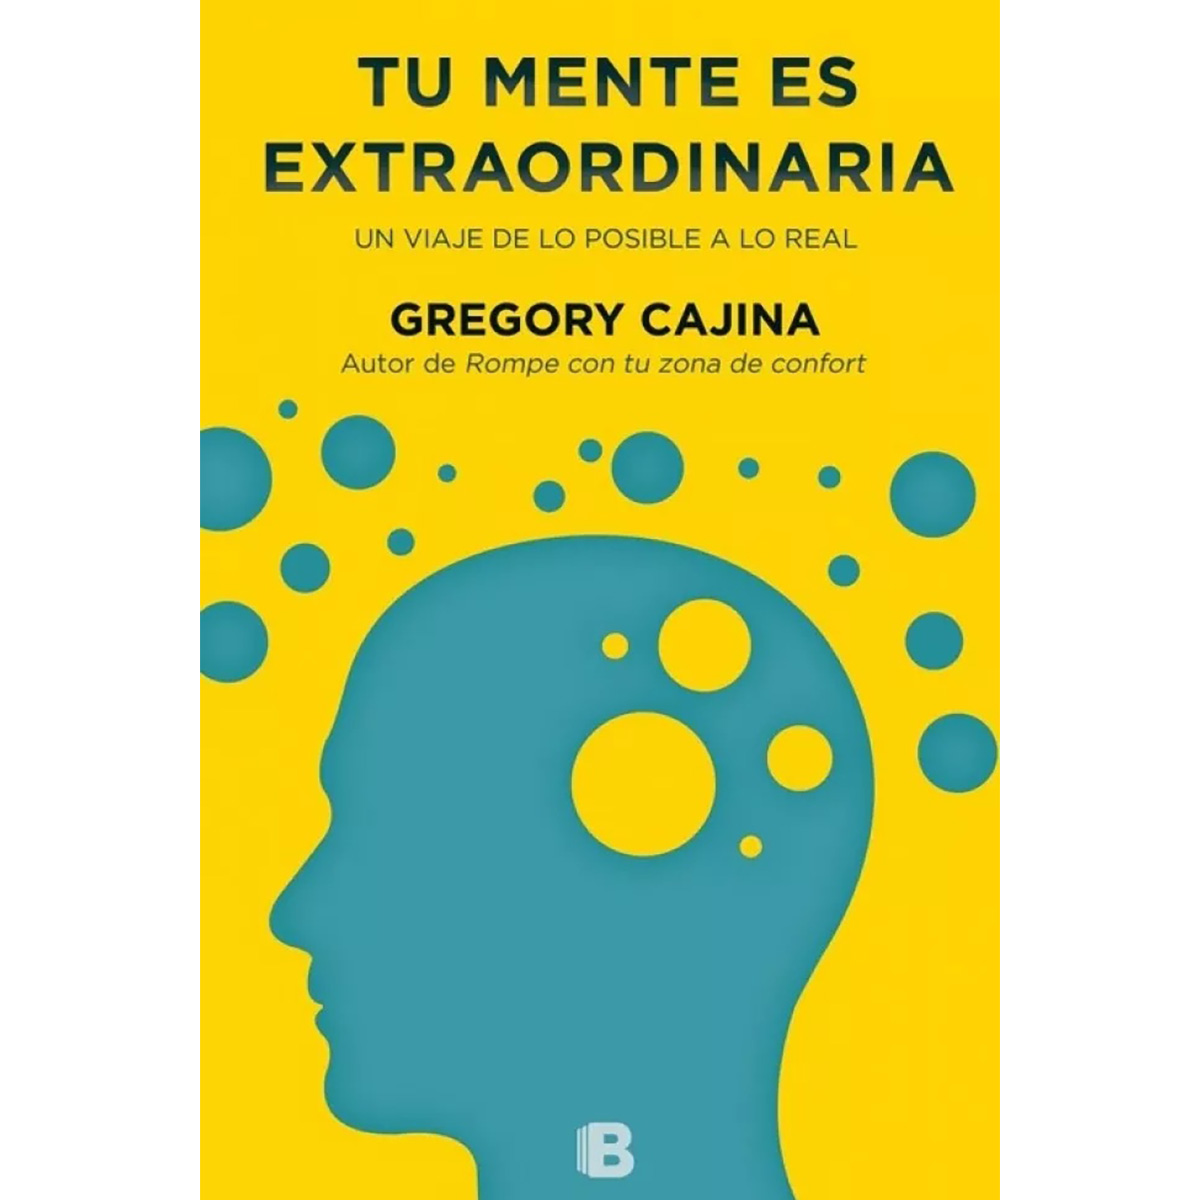 TU MENTE ES
EXTRAORDINARIA
UN VIAJE DE LO POSIBLE A LO REAL
GREGORY CAJINA
Autor de Rompe con tu zona de confort
B